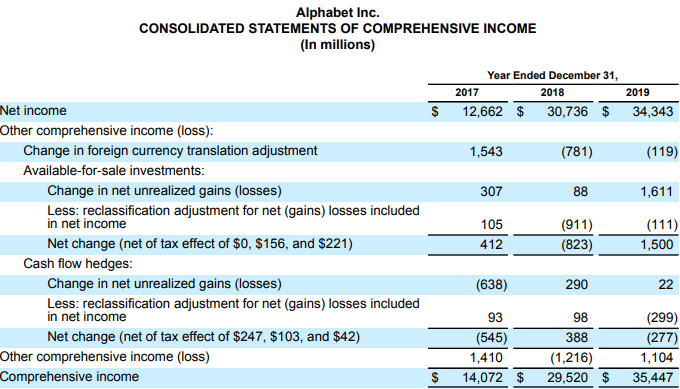 Alphabet Inc.
CONSOLIDATED STATEMENTS OF COMPREHENSIVE INCOME
(In millions)
Year Ended December 31,
2017 2018 2019
Net income $ 12,662 $ 30,736 $ 34,343
Other comprehensive income (loss):
Change in foreign currency translation adjustment 1,543 (781) (119)
Available-for-sale investments:
Change in net unrealized gains (losses) 307 88 1,611
Less: reclassification adjustment for net (gains) losses included
in net income 105 (911) (111)
Net change (net of tax effect of $0, $156, and $221) 412 (823) 1,500
Cash flow hedges:
Change in net unrealized gains (losses) (638) 290 22
Less: reclassification adjustment for net (gains) losses included
in net income 93 98 (299)
Net change (net of tax effect of $247, $103, and $42) (545) 388 (277)
Other comprehensive income (loss) 1,410 (1,216) 1,104
Comprehensive income $ 14,072 $ 29,520 $ 35,447